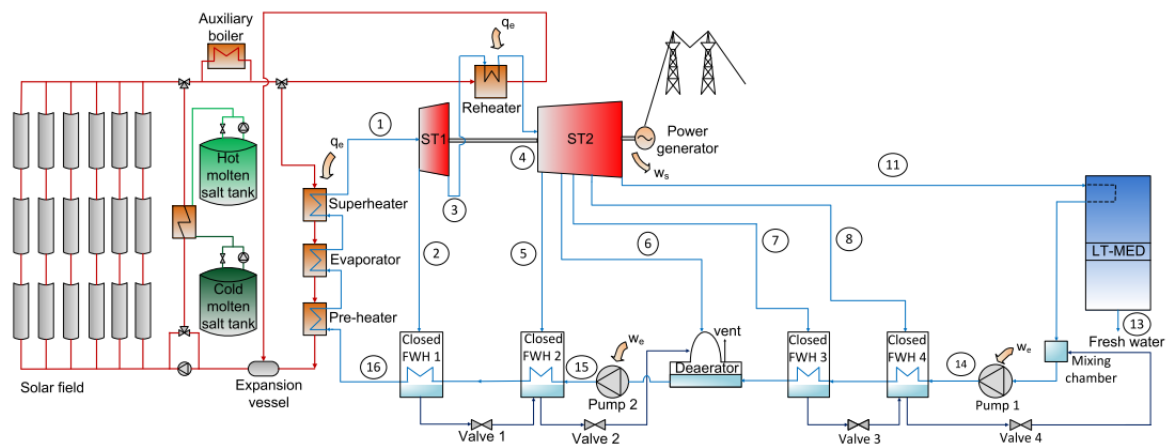 Auxiliary
boiler
qₑ
Reheater
1
ST1
ST2
4
Power
generator
wₛ
11
qₑ
Hot
molten
salt tank
Superheater
3
2
5
6
7
8
LT-MED
Evaporator
Cold
molten
salt tank
Pre-heater
13
Fresh water
Closed
FWH 1
Closed
FWH 2
wₑ
vent
Deaerator
Closed
FWH 3
Closed
FWH 4
wₑ
Mixing
chamber
16
15
14
Solar field
Expansion
vessel
Pump 2
Pump 1
Valve 1
Valve 2
Valve 3
Valve 4